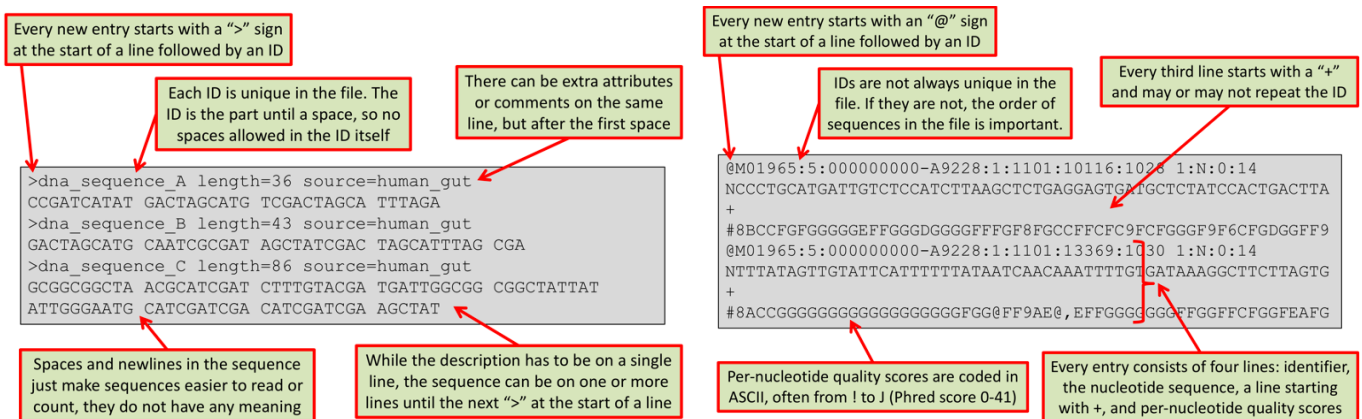 Every new entry starts with a “>” sign
at the start of a line followed by an ID
Each ID is unique in the file. The
ID is the part until a space, so no
spaces allowed in the ID itself
There can be extra attributes
or comments on the same
line, but after the first space
>dna_sequence_A length=36 source=human_gut
CCGATCATAT GACTAGCATG TCGACTAGCA TTTAGA
>dna_sequence_B length=43 source=human_gut
GACTAGCATG CAATCGCGAT AGCTATCGAC TAGCATTTAG CGA
>dna_sequence_C length=86 source=human_gut
GCGGCGGCTA ACGCATCGAT CTTTGTACGA TGATTGGCGG CGGCTATTAT
ATTGGGAATG CATCGATCGA CATCGATCGA AGCTAT
Spaces and newlines in the sequence
just make sequences easier to read or
count, they do not have any meaning
While the description has to be on a single
line, the sequence can be on one or more
lines until the next “>” at the start of a line
Every new entry starts with an “@” sign
at the start of a line followed by an ID
IDs are not always unique in the
file. If they are not, the order of
sequences in the file is important.
Every third line starts with a “+”
and may or may not repeat the ID
@M01965:5:000000000-A9228:1:1101:10116:1028 1:N:0:14
NCCCTGCATGATTGTCTCCATCTTAAGCTCTGAGGAGTGATGCTCTATCCACTGACTTA
+
#8BCCFGFGGGGGEFFGGGDGGGGFFFGF8FGCCFFCFC9FCFGGGF9F6CFGDGGFF9
@M01965:5:000000000-A9228:1:1101:13369:1030 1:N:0:14
NTTTATAGTTGTATTCATTTTTTATAATCAACAAATTTTGTGATAAAGGCTTCTTAGTG
+
#8ACCGGGGGGGGGGGGGGGGGGFGG@FF9AE@,EFFGGGGGGGFFGGFFCFGGFEAFG
Per-nucleotide quality scores are coded in
ASCII, often from ! to J (Phred score 0-41)
Every entry consists of four lines: identifier,
the nucleotide sequence, a line starting
with +, and per-nucleotide quality scores